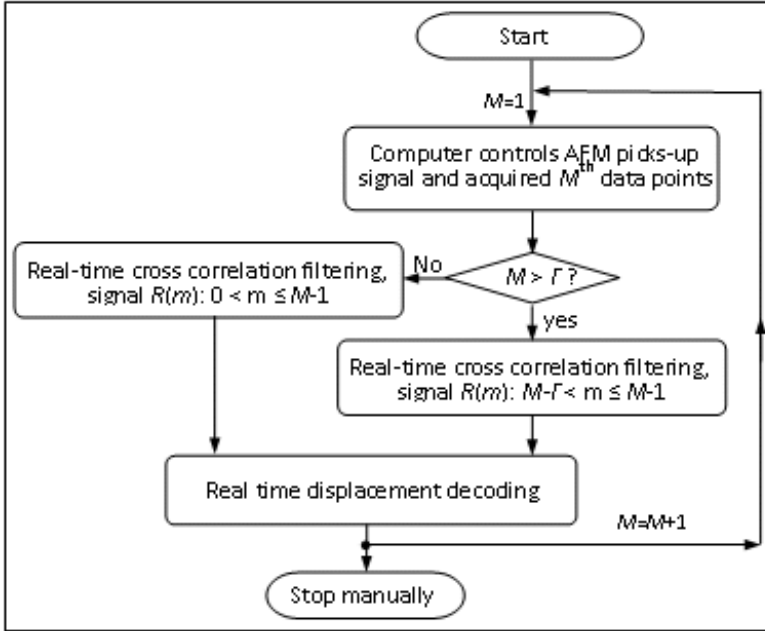 Start
M=1
Computer controls AFM picks-up
signal and acquired Mth data points
M > Γ ?
No
Real-time cross correlation filtering,
signal R(m): 0 < m ≤ M-1
yes
Real-time cross correlation filtering,
signal R(m): M-Γ < m ≤ M-1
Real time displacement decoding
M=M+1
Stop manually